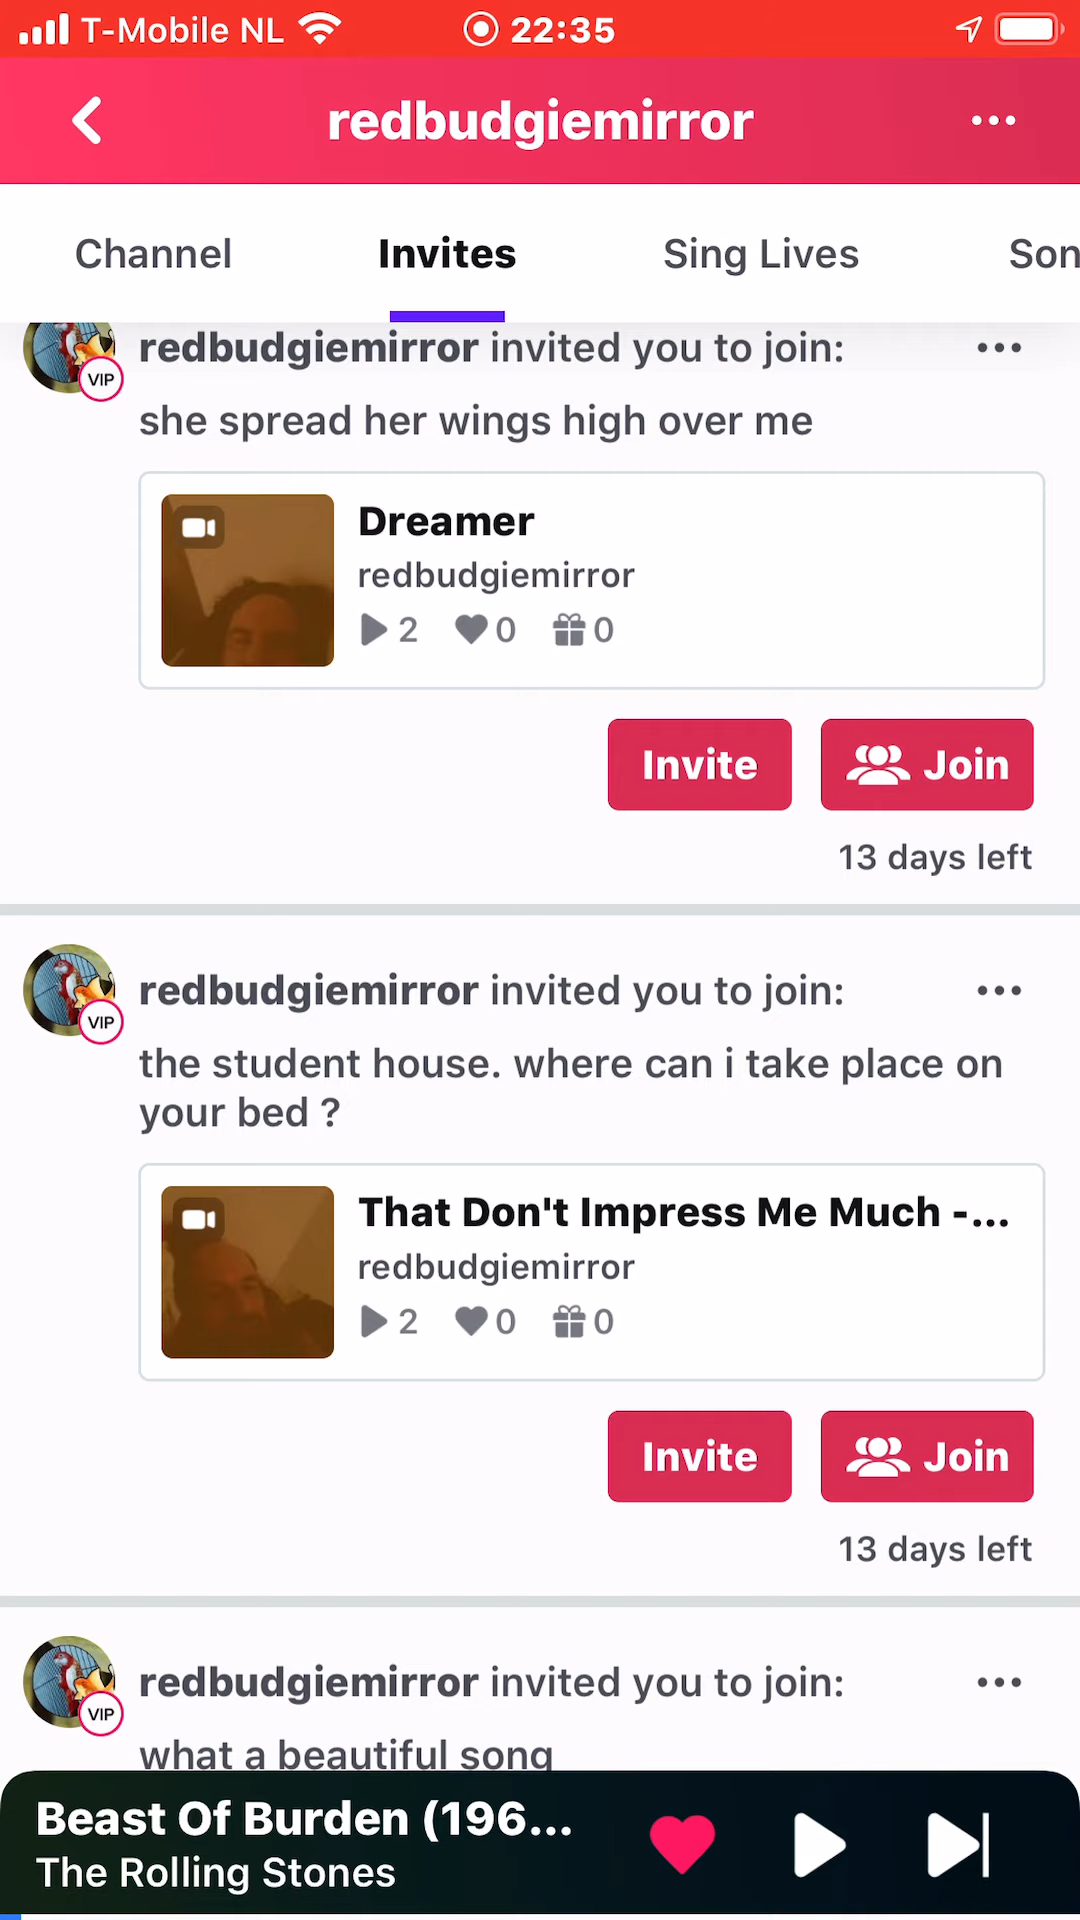 T-Mobile NL 22:35
redbudgiemirror
Channel Invites Sing Lives Son
redbudgiemirror invited you to join:
VIP
she spread her wings high over me
Dreamer
redbudgiemirror
2 0 0
Invite Join
13 days left
redbudgiemirror invited you to join:
VIP
the student house. where can i take place on
your bed ?
That Don't Impress Me Much -...
redbudgiemirror
2 0 0
Invite Join
13 days left
redbudgiemirror invited you to join:
VIP
what a beautiful song
Beast Of Burden (196...
The Rolling Stones